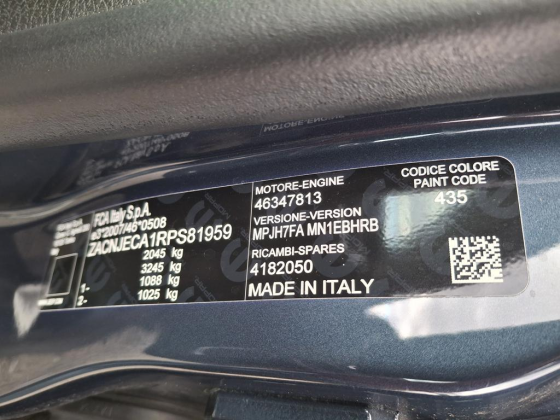 FCA Italy S.p.A.
e3*2007/46*0508
ZACNJECA1RPS81959
2045 kg
3245 kg
1- 1088 kg
2- 1025 kg
MOTORE-ENGINE
46347813
VERSIONE-VERSION
MPJH7FA MN1EBHRB
RICAMBI-SPARES
4182050
MADE IN ITALY
CODICE COLORE
PAINT CODE
435